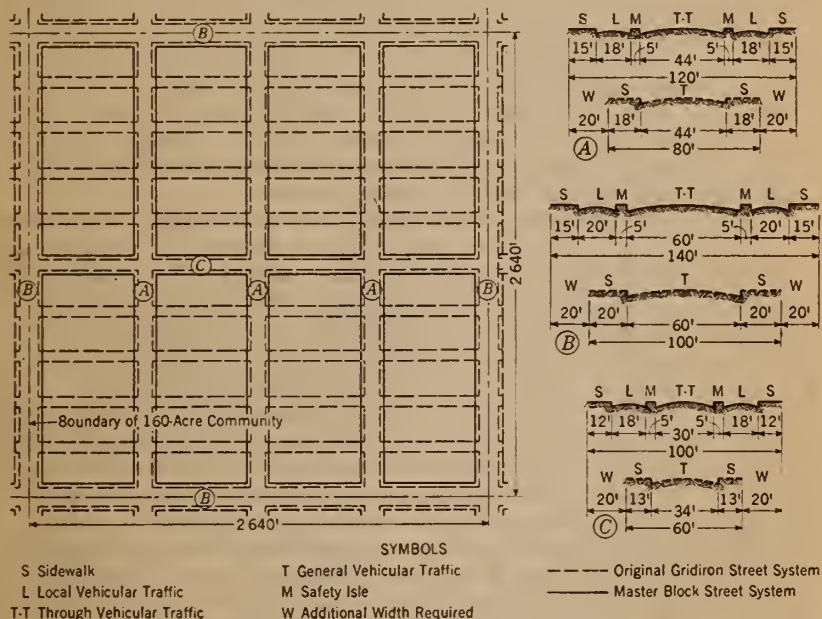 B
C
B A A A B
Boundary of 160-Acre Community
B
2 640'
2 640'
S L M T-T M L S
15' 18' 5' 44' 5' 18' 15'
120'
W S T S W
20' 18' 44' 18' 20'
A 80'
S L M T-T M L S
15' 20' 5' 60' 5' 20' 15'
140'
W S T S W
20' 20' 60' 20' 20'
B 100'
S L M T-T M L S
12' 18' 5' 30' 5' 18' 12'
100'
W S T S W
20' 13' 34' 13' 20'
C 60'
SYMBOLS
S Sidewalk
L Local Vehicular Traffic
T-T Through Vehicular Traffic
T General Vehicular Traffic
M Safety Isle
W Additional Width Required
Original Gridiron Street System
Master Block Street System